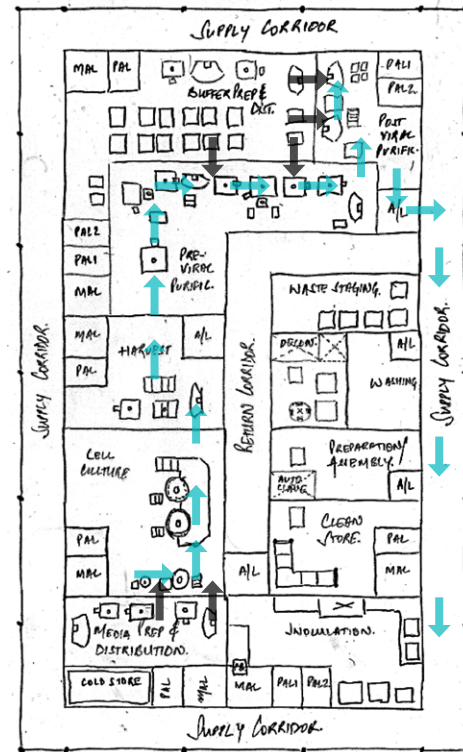 SUPPLY CORRIDOR
MAL
PAL
BUFFER PREP &
DIST.
PAL1
PAL2
POST
VIRAL
PURIFIC.
A/L
PAL2
PAL1
MAL
PRE-
VIRAL
PURIFIC.
SUPPLY CORRIDOR.
MAL
PAL
HARVEST
A/L
RETURN CORRIDOR.
WASTE STAGING.
DECON.
A/L
WASHING.
SUPPLY CORRIDOR.
CELL
CULTURE
PREPARATION/
ASSEMBLY.
AUTO-
CLAVE
A/L
CLEAN
STORE.
PAL
MAL
PAL
MAL
A/L
MEDIA PREP &
DISTRIBUTION.
INOCULATION.
COLD STORE
PAL
MAL
PB
MAL
PAL1
PAL2
SUPPLY CORRIDOR.